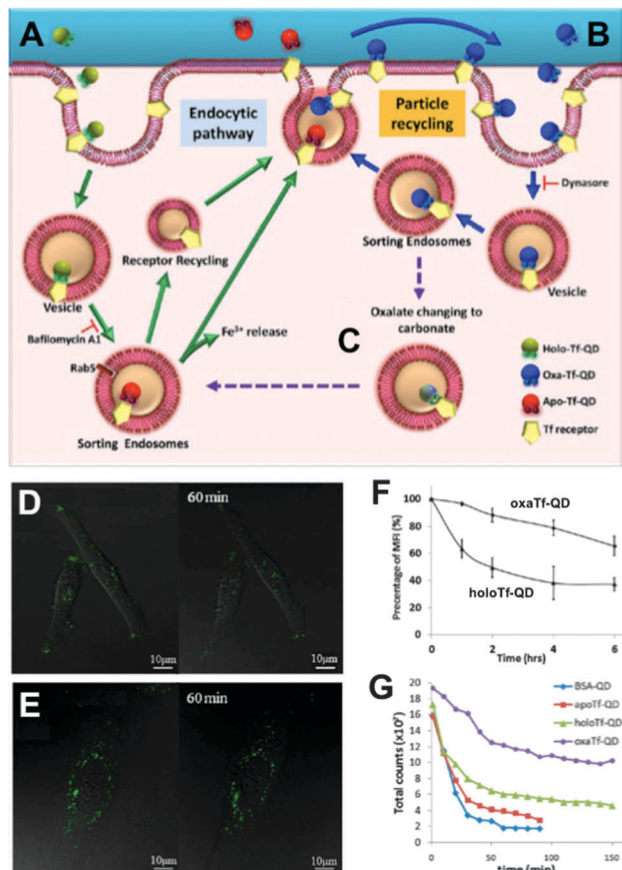 A
B
Endocytic
pathway
Particle
recycling
Dynasore
Sorting Endosomes
Vesicle
Receptor Recycling
Vesicle
Oxalate changing to
carbonate
Bafilomycin A1
Fe³⁺ release
C
Rab5
Sorting Endosomes
Holo-Tf-QD
Oxa-Tf-QD
Apo-Tf-QD
Tf receptor
D
60 min
10μm
10μm
E
60 min
10μm
10μm
F
Precentage of MFI (%)
100
80
60
40
20
0
oxaTf-QD
holoTf-QD
0 2 4 6
Time (hrs)
G
Total counts (x10⁷)
20
18
16
14
12
10
8
6
4
2
0
BSA-QD
apoTf-QD
holoTf-QD
oxaTf-QD
0 50 100 150
time (min)